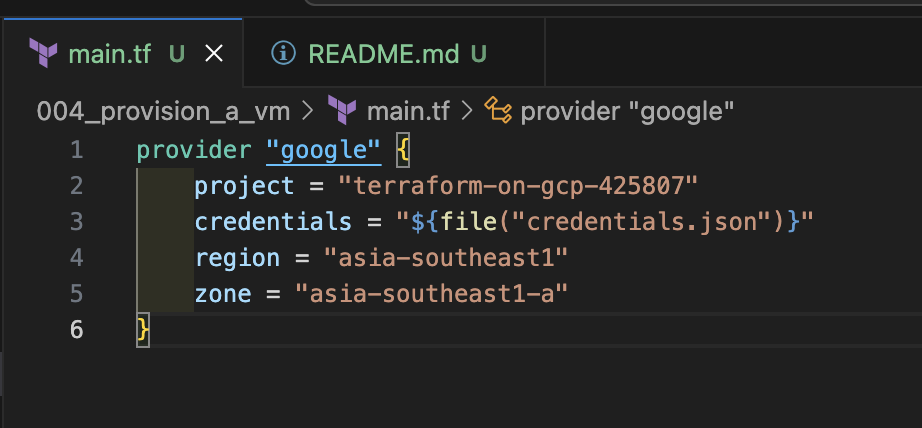 main.tf U
README.md U
004_provision_a_vm > main.tf > provider "google"
1 provider "google" {
2 project = "terraform-on-gcp-425807"
3 credentials = "${file("credentials.json")}"
4 region = "asia-southeast1"
5 zone = "asia-southeast1-a"
6 }